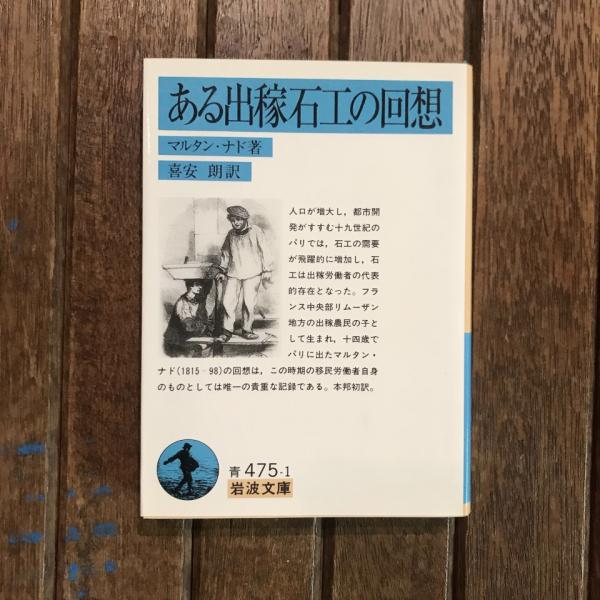 ある出稼石工の回想
マルタン・ナド著
喜安 朗訳
人口が増大し，都市開
発がすすむ十九世紀の
パリでは，石工の需要
が飛躍的に増加し，石
工は出稼労働者の代表
的存在となった。フラ
ンス中央部リムーザン
地方の出稼農民の子と
して生まれ，十四歳で
パリに出たマルタン・
ナド(1815‐98)の回想は，この時期の移民労働者自身
のものとしては唯一の貴重な記録である。本邦初訳。
青 475-1
岩波文庫